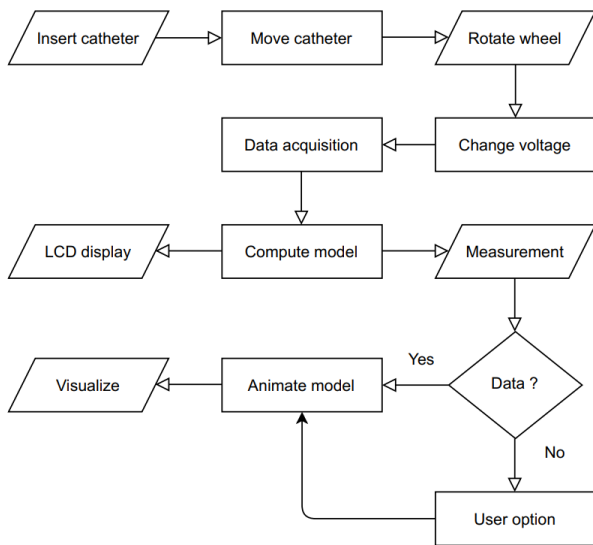 Insert catheter
Move catheter
Rotate wheel
Data acquisition
Change voltage
LCD display
Compute model
Measurement
Visualize
Animate model
Yes
Data ?
No
User option